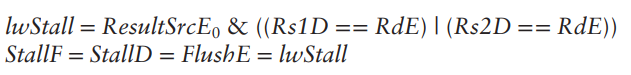 lwStall = ResultSrcE₀ & ((Rs1D == RdE) | (Rs2D == RdE))
StallF = StallD = FlushE = lwStall